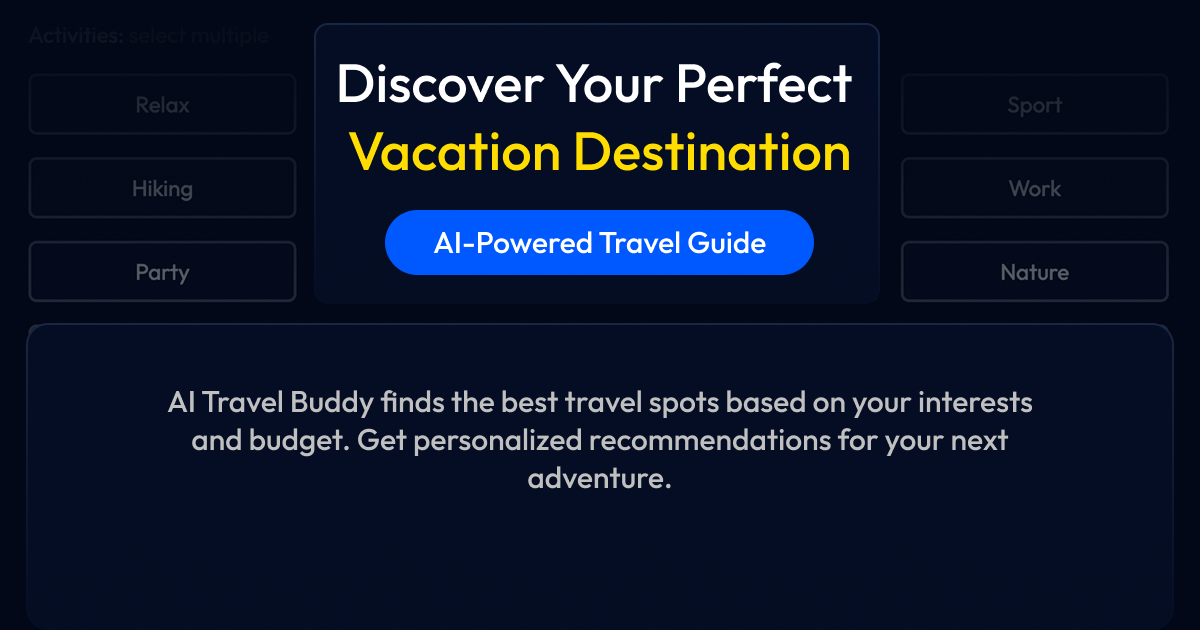 Activities: select multiple
Discover Your Perfect
Vacation Destination
AI-Powered Travel Guide
Relax
Sport
Hiking
Work
Party
Nature
AI Travel Buddy finds the best travel spots based on your interests
and budget. Get personalized recommendations for your next
adventure.